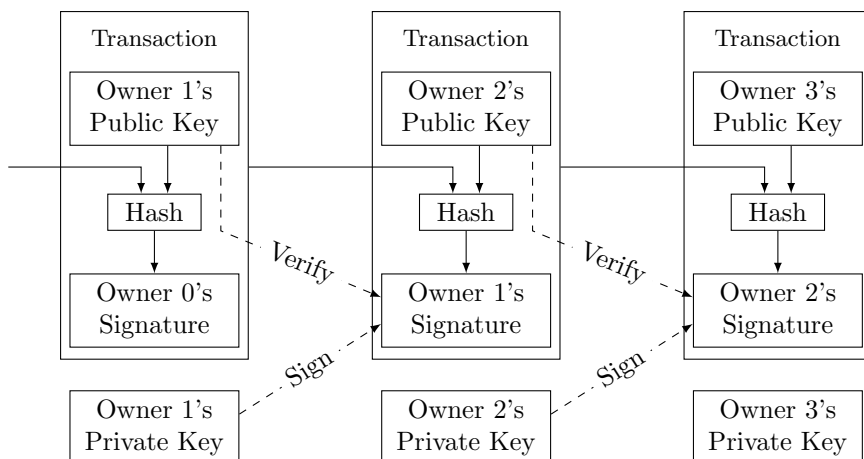 Transaction
Transaction
Transaction
Owner 1's
Public Key
Owner 2's
Public Key
Owner 3's
Public Key
Hash
Hash
Hash
Verify
Verify
Owner 0's
Signature
Owner 1's
Signature
Owner 2's
Signature
Sign
Sign
Owner 1's
Private Key
Owner 2's
Private Key
Owner 3's
Private Key